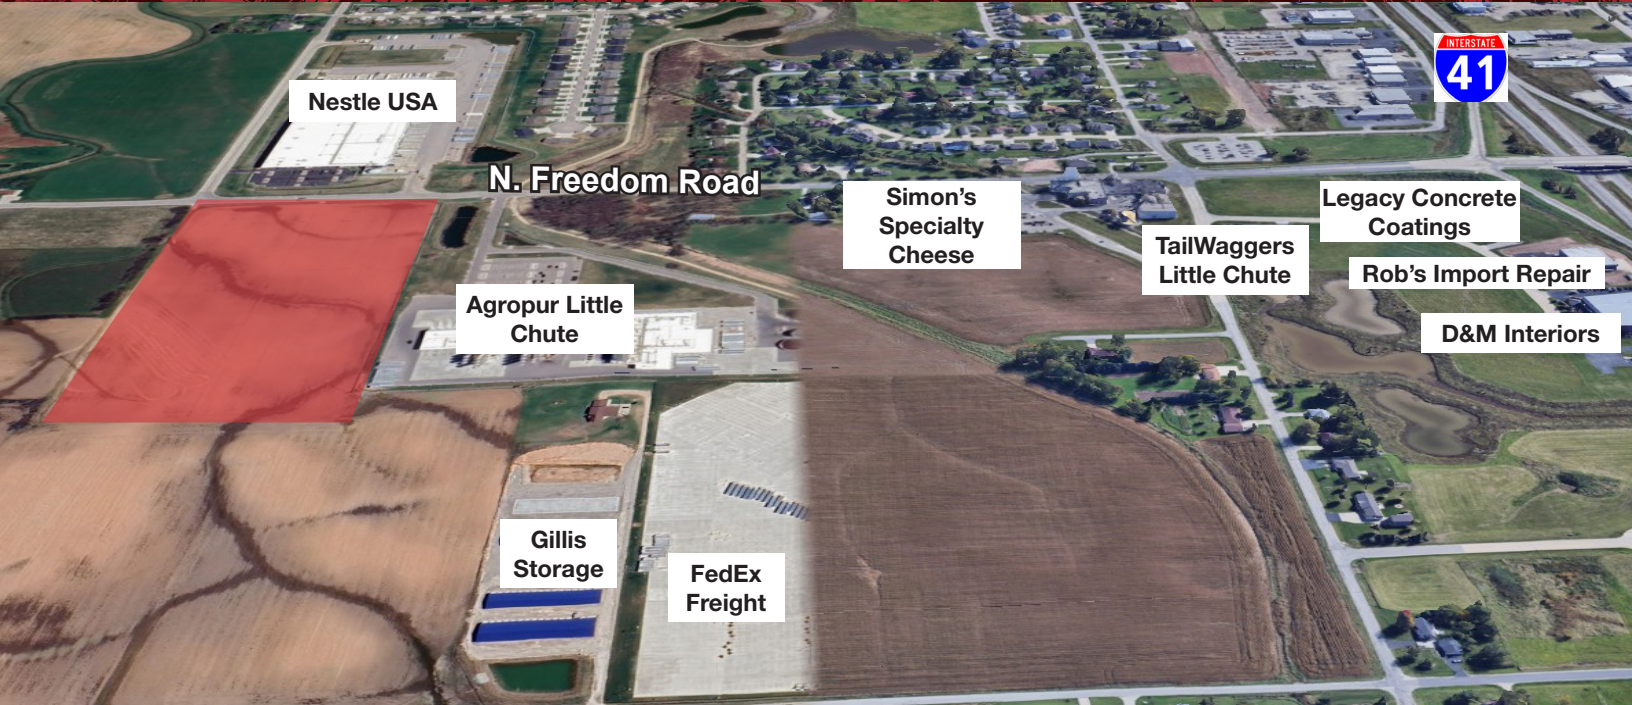 INTERSTATE
41
Nestle USA
N. Freedom Road
Simon's
Specialty
Cheese
Legacy Concrete
Coatings
TailWaggers
Little Chute
Rob's Import Repair
Agropur Little
Chute
D&M Interiors
Gillis
Storage
FedEx
Freight